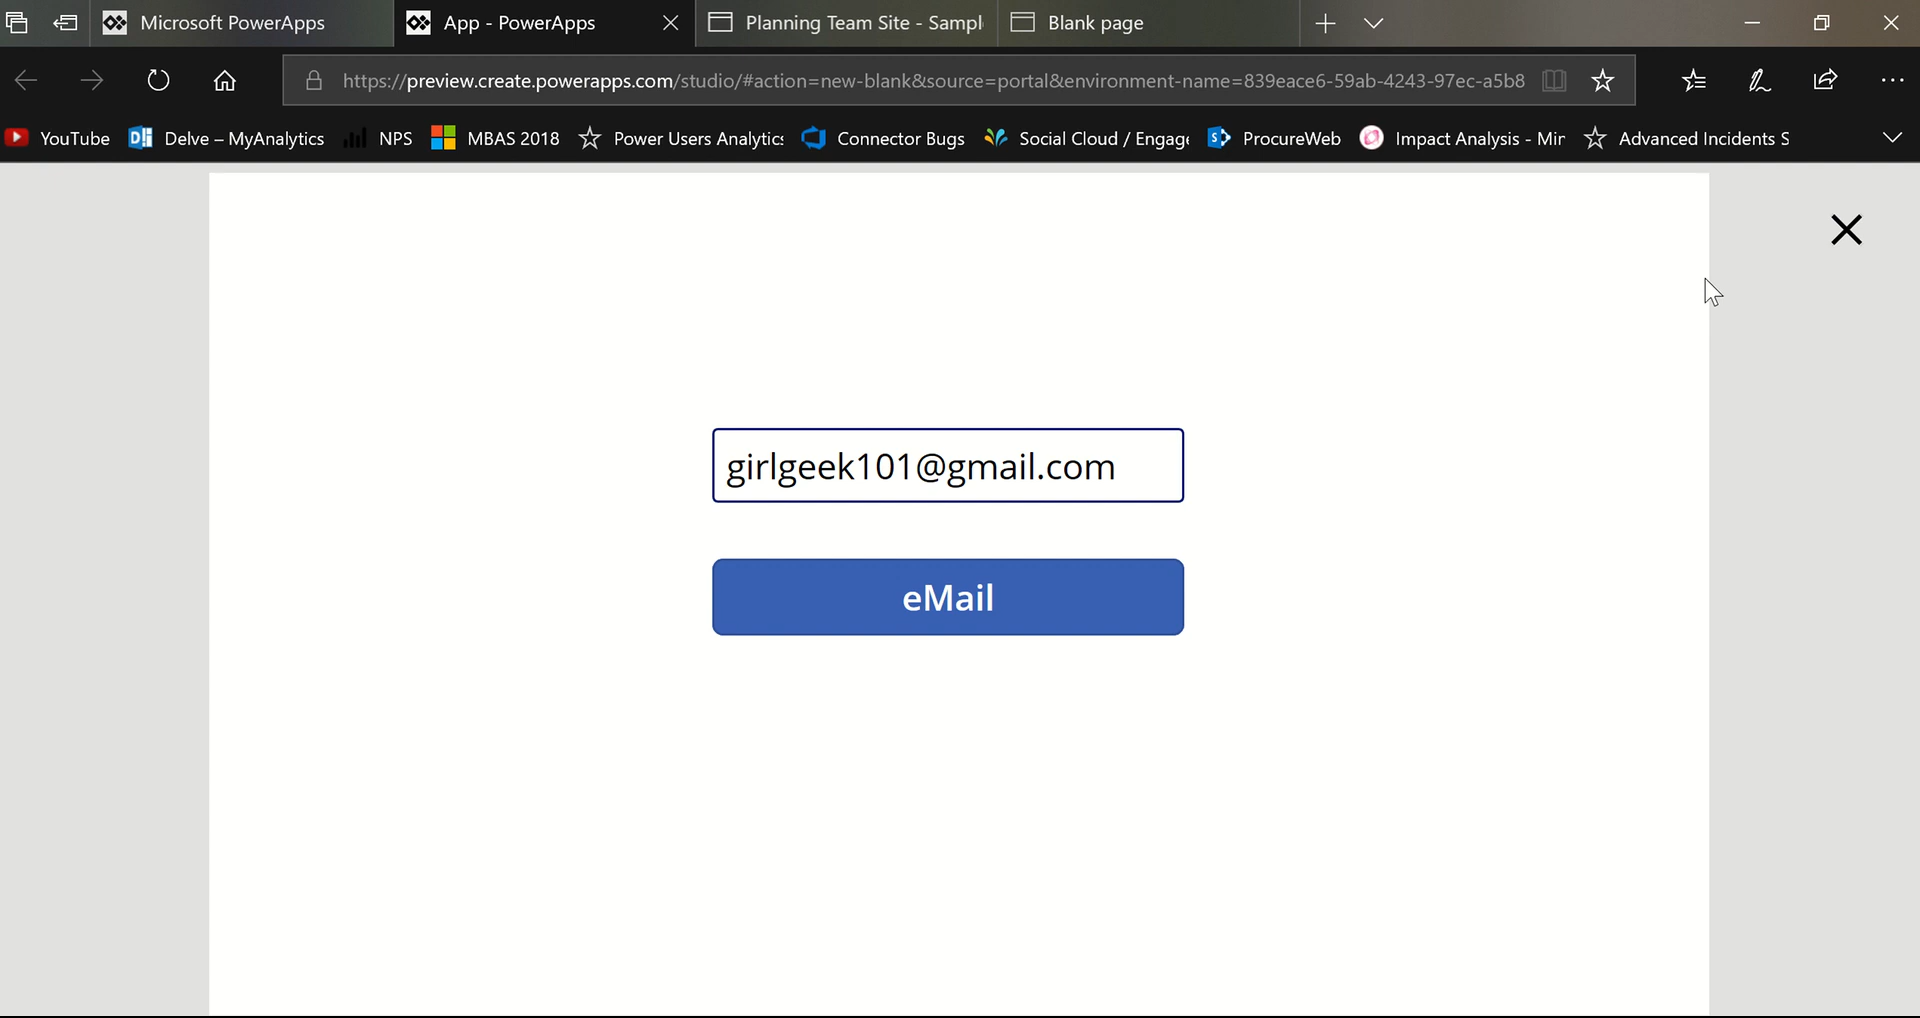 Microsoft PowerApps
App - PowerApps
Planning Team Site - Sampl
Blank page
https://preview.create.powerapps.com/studio/#action=new-blank&source=portal&environment-name=839eace6-59ab-4243-97ec-a5b8
YouTube
Delve – MyAnalytics
NPS
MBAS 2018
Power Users Analytics
Connector Bugs
Social Cloud / Engage
ProcureWeb
Impact Analysis - Mir
Advanced Incidents S
girlgeek101@gmail.com
eMail